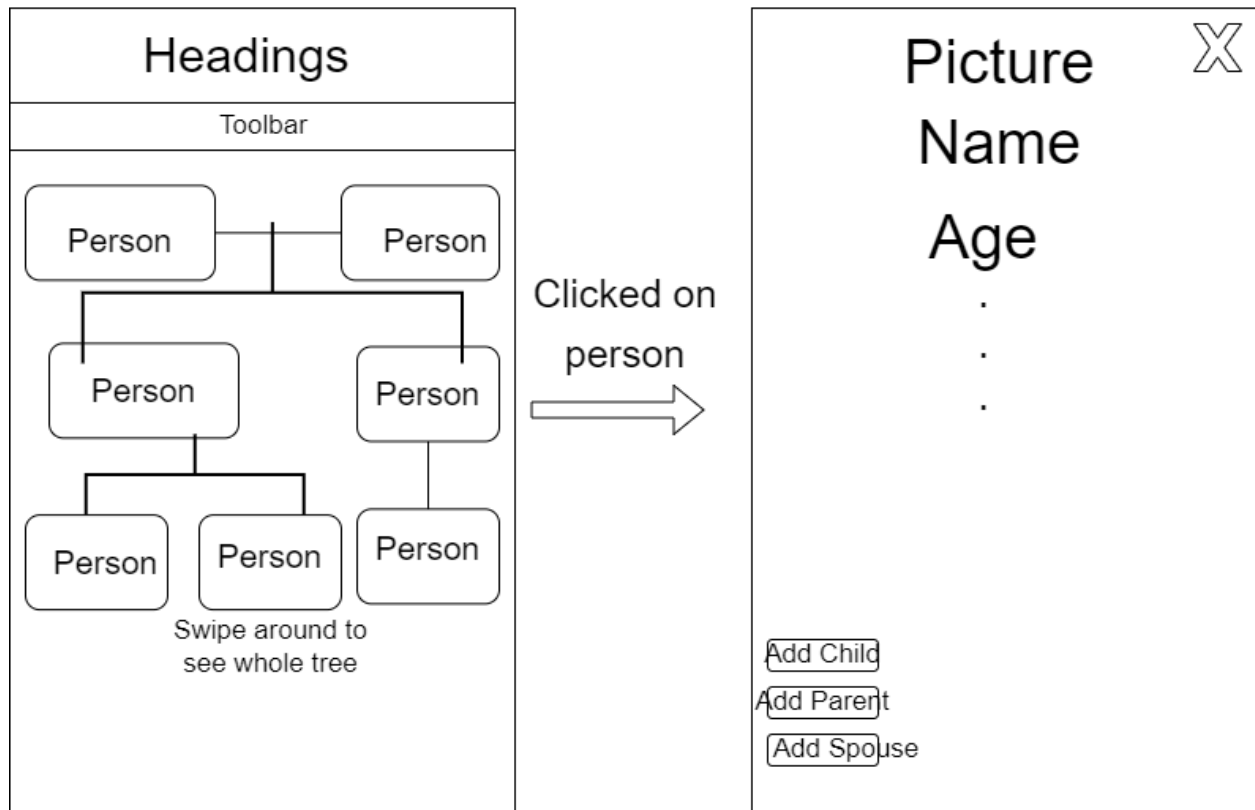 Headings
Toolbar
Person
Person
Person
Person
Person
Person
Person
Swipe around to
see whole tree
Clicked on
person
X
Picture
Name
Age
.
.
.
Add Child
Add Parent
Add Spouse